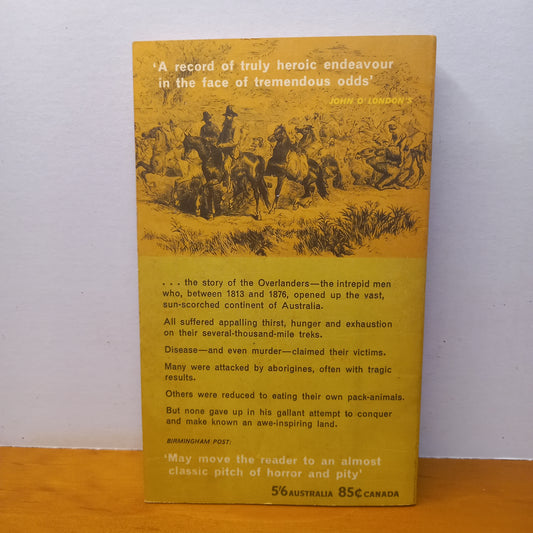 'A record of truly heroic endeavour
in the face of tremendous odds'
JOHN O'LONDON'S
. . . the story of the Overlanders—the intrepid men
who, between 1813 and 1876, opened up the vast,
sun-scorched continent of Australia.
All suffered appalling thirst, hunger and exhaustion
on their several-thousand-mile treks.
Disease—and even murder—claimed their victims.
Many were attacked by aborigines, often with tragic
results.
Others were reduced to eating their own pack-animals.
But none gave up in his gallant attempt to conquer
and make known an awe-inspiring land.
BIRMINGHAM POST:
'May move the reader to an almost
classic pitch of horror and pity'
5'6 AUSTRALIA 85¢ CANADA